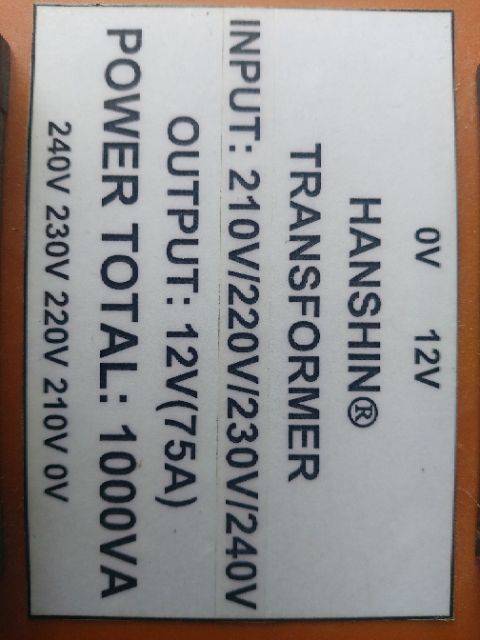 0V 12V
HANSHIN®
TRANSFORMER
INPUT: 210V/220V/230V/240V
OUTPUT: 12V(75A)
POWER TOTAL: 1000VA
240V 230V 220V 210V 0V